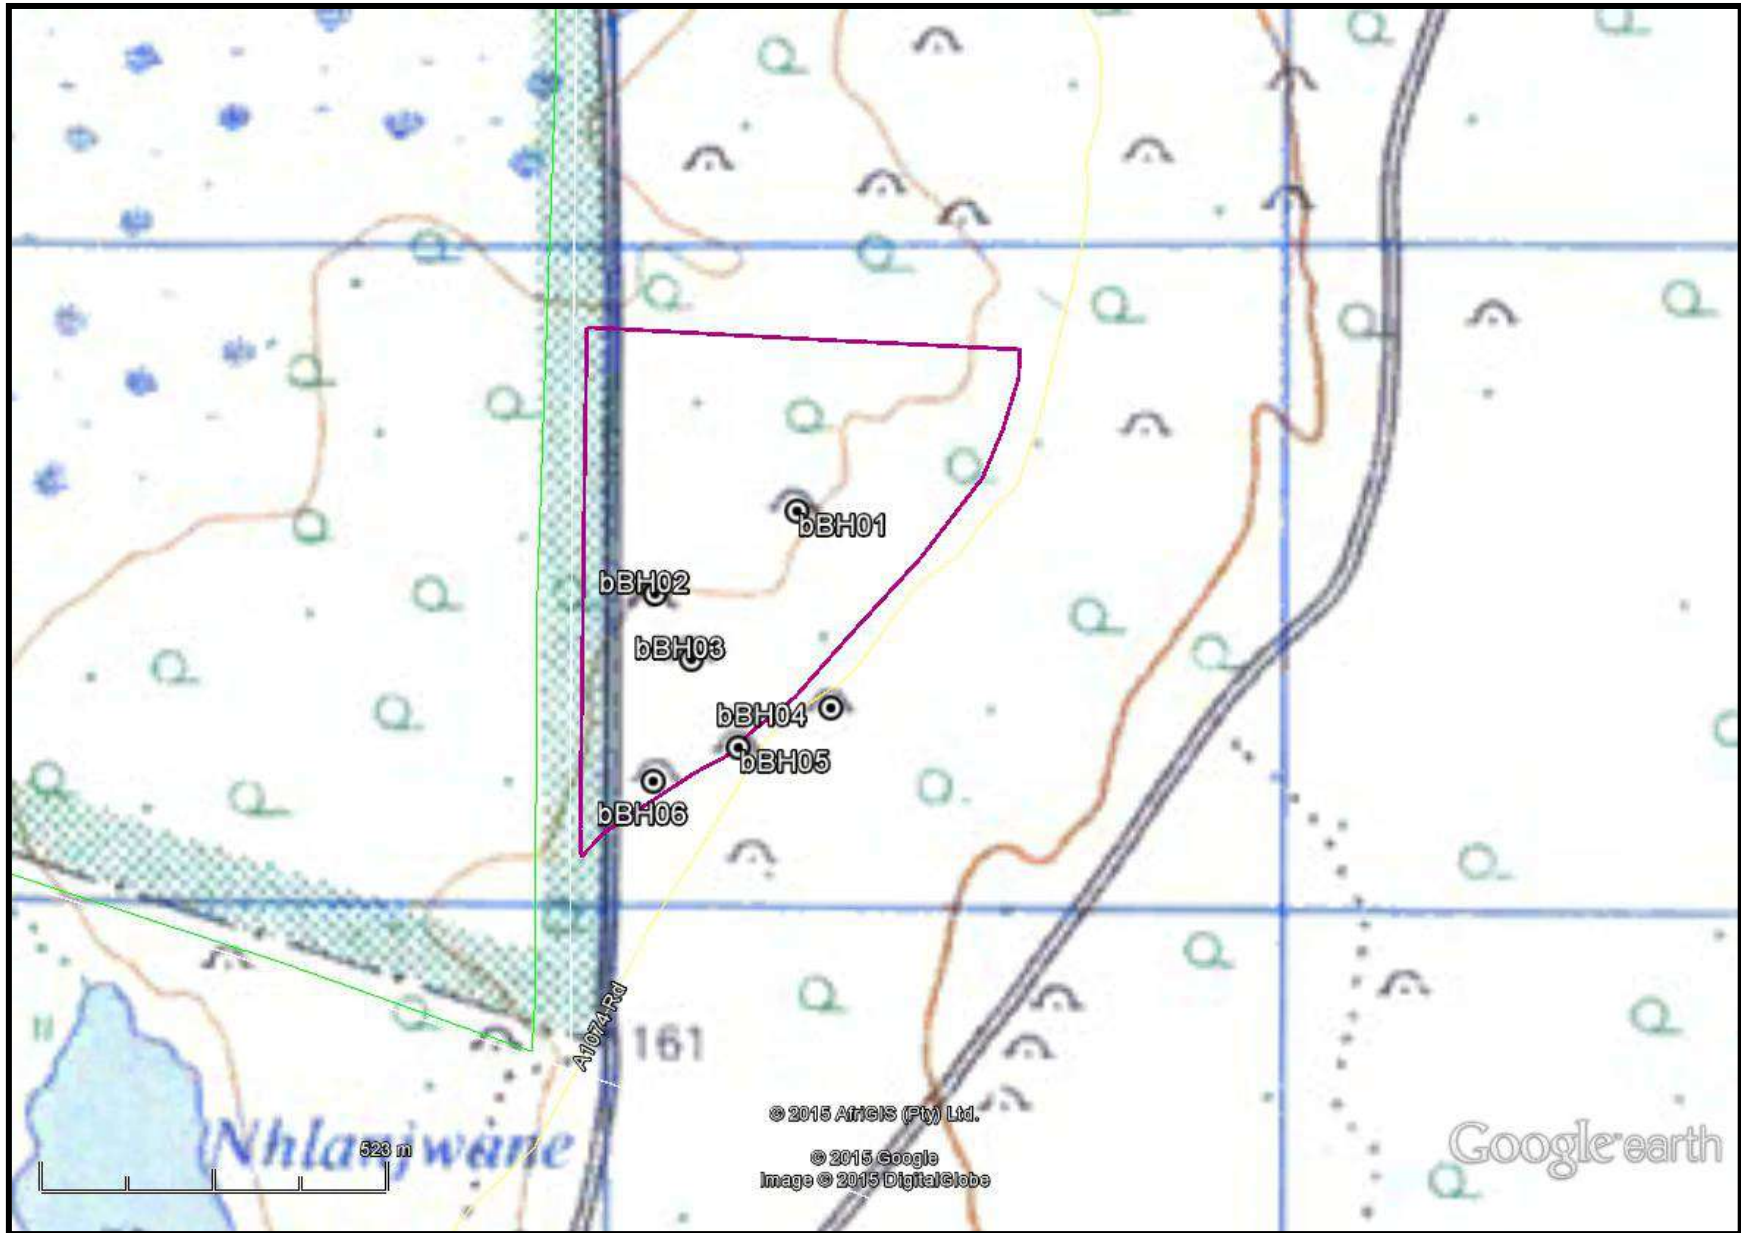 bBH01
bBH02
bBH03
bBH04
bBH05
bBH06
A1074-Rd
161
© 2015 AfriGIS (Pty) Ltd.
Nhlanjwane
523 m
© 2015 Google
Image © 2015 DigitalGlobe
Google earth